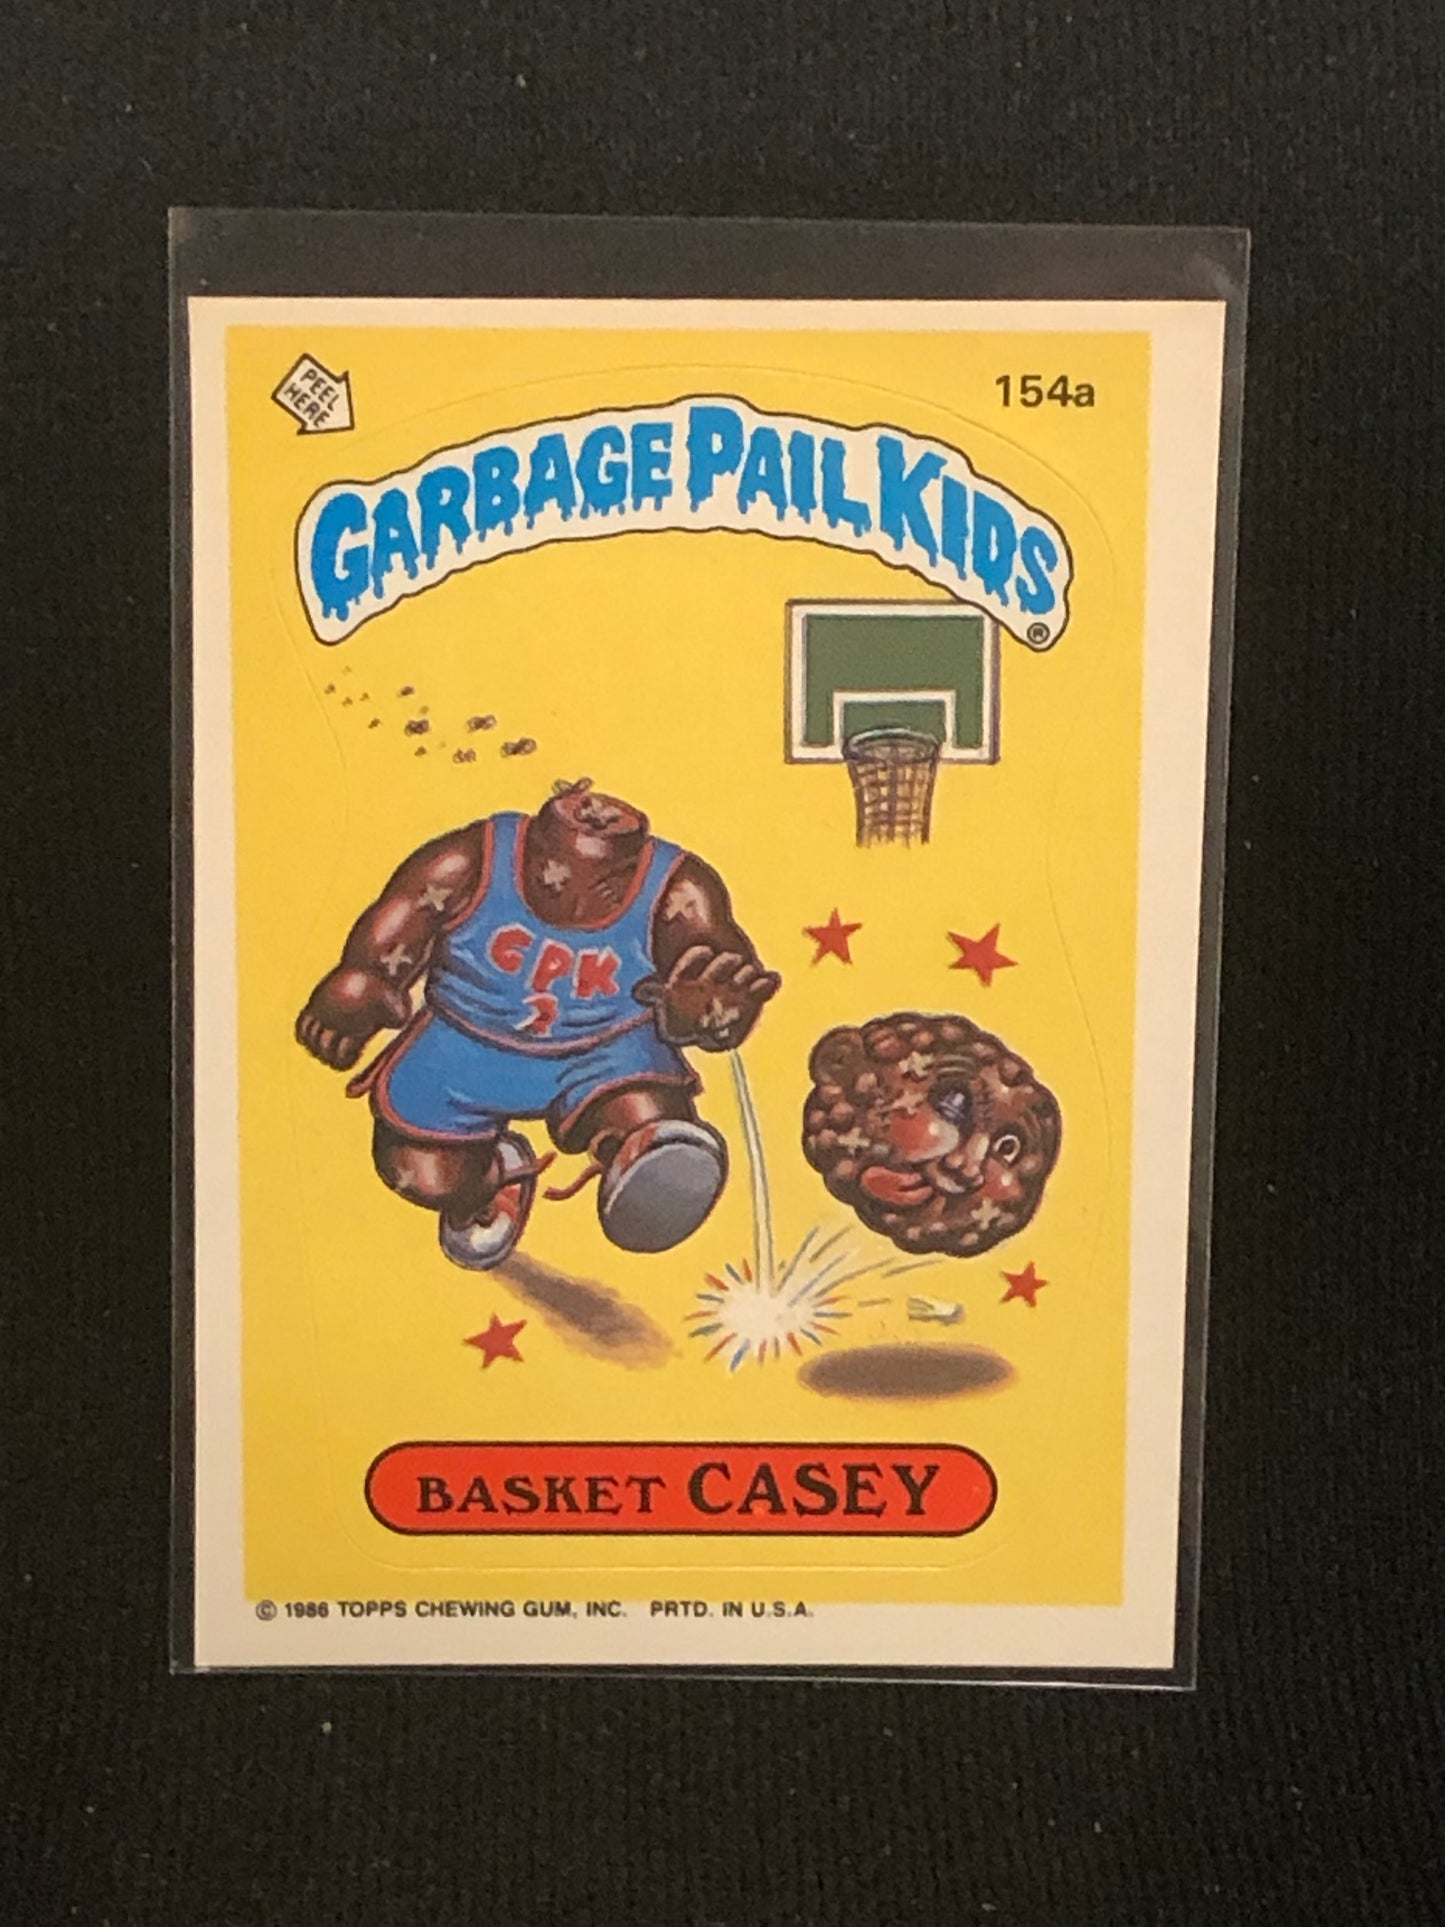 PEEL
HERE
154a
GARBAGE PAIL KIDS
®
GPK
BASKET CASEY
© 1986 TOPPS CHEWING GUM, INC. PRTD. IN U.S.A.